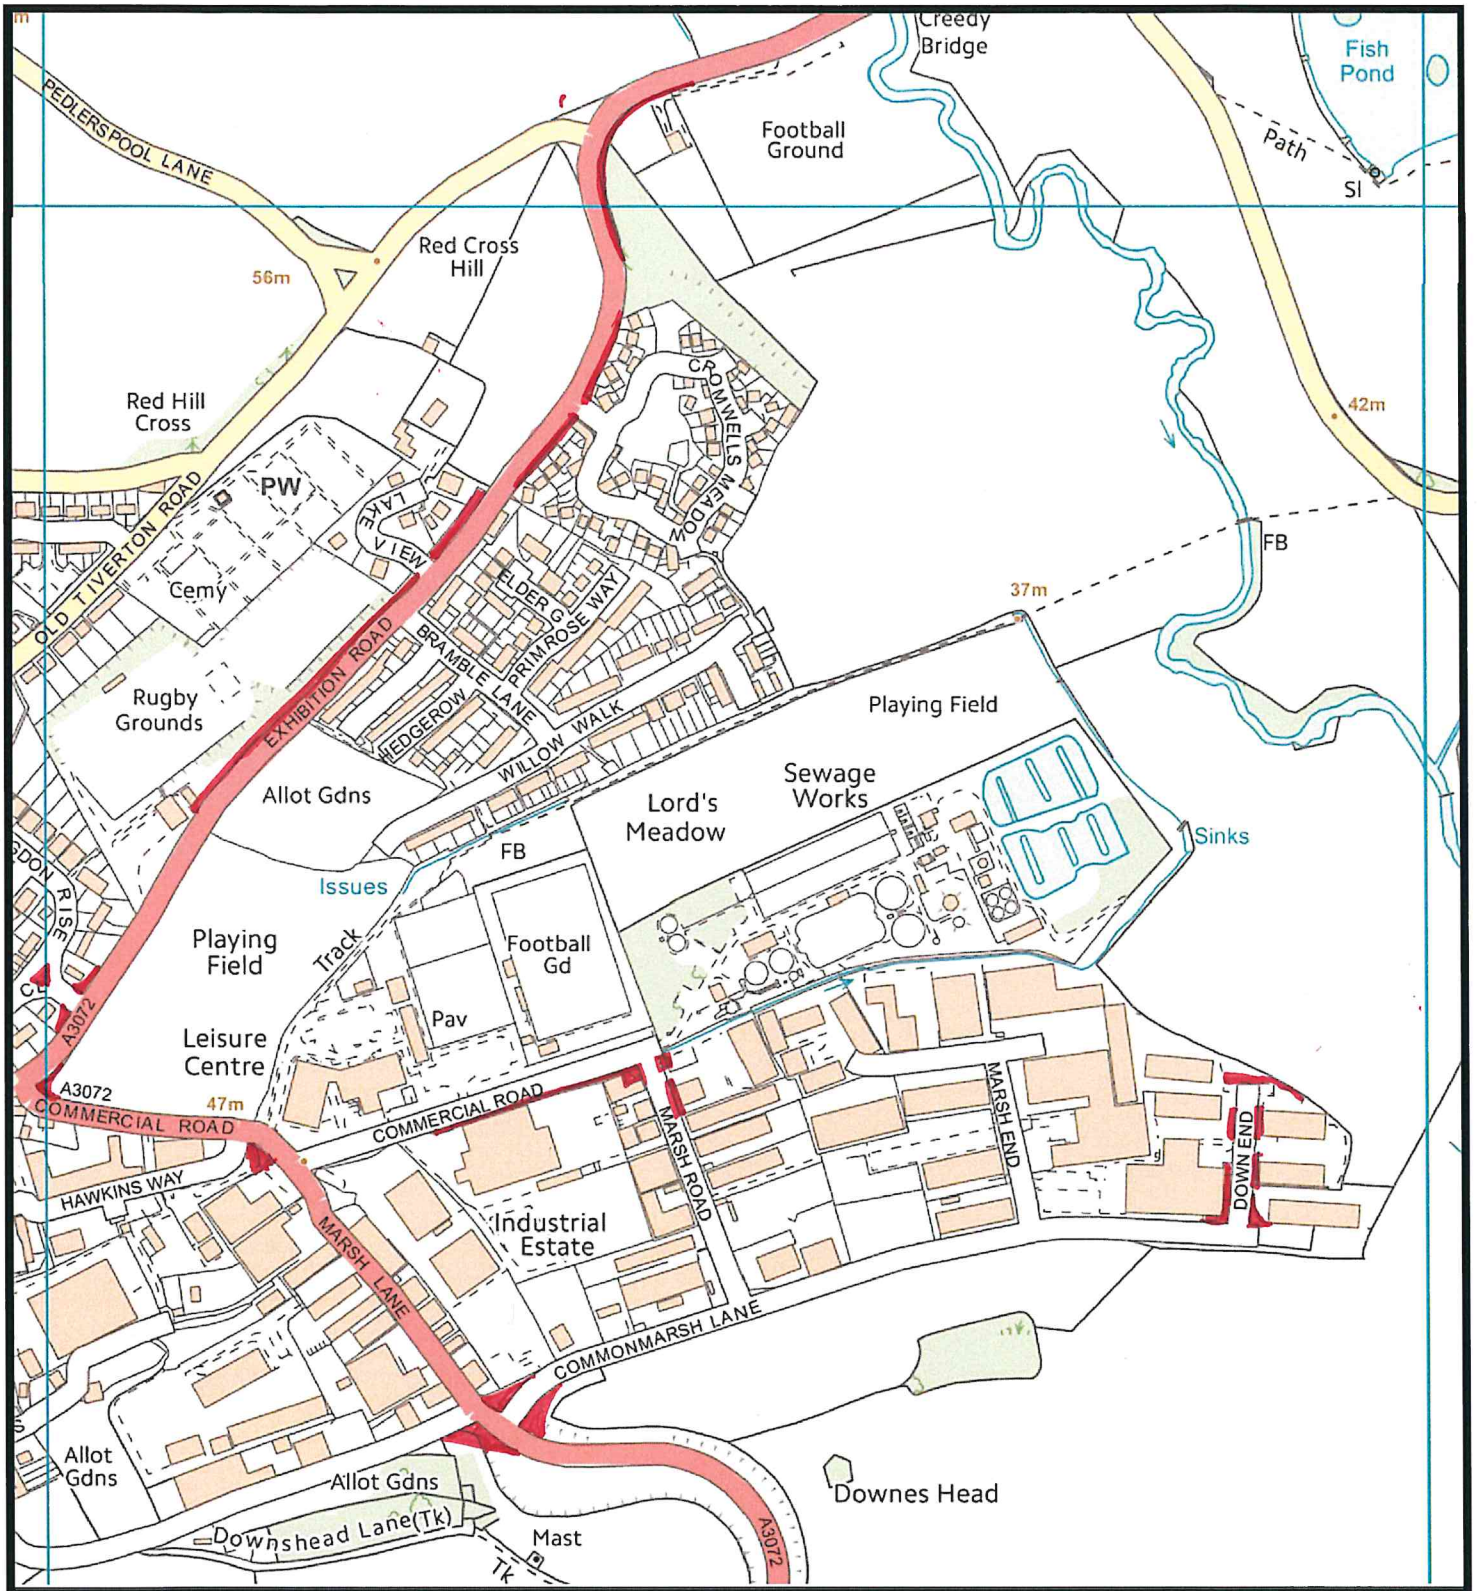 m
Creedy
Bridge
Fish
Pond
PEDLERSPOOL LANE
Football
Ground
Path
Sl
Red Cross
Hill
56m
CROMWELLS MEADOW
Red Hill
Cross
42m
PW
LAKE VIEW
OLD TIVERTON ROAD
FB
Cemy
ELDER G
PRIMROSE WAY
37m
EXHIBITION ROAD
BRAMBLE LANE
Rugby
Grounds
HEDGEROW
WILLOW WALK
Playing Field
Allot Gdns
Sewage
Works
Lord's
Meadow
Sinks
FB
GDON RISE
Issues
Playing
Field
Track
Football
Gd
A3072
Pav
Leisure
Centre
A3072
47m
COMMERCIAL ROAD
COMMERCIAL ROAD
MARSH ROAD
MARSH END
DOWN END
HAWKINS WAY
Industrial
Estate
MARSH LANE
COMMONMARSH LANE
S
Allot
Gdns
Allot Gdns
Downes Head
Downshead Lane(Tk)
Mast
Tk
A3072